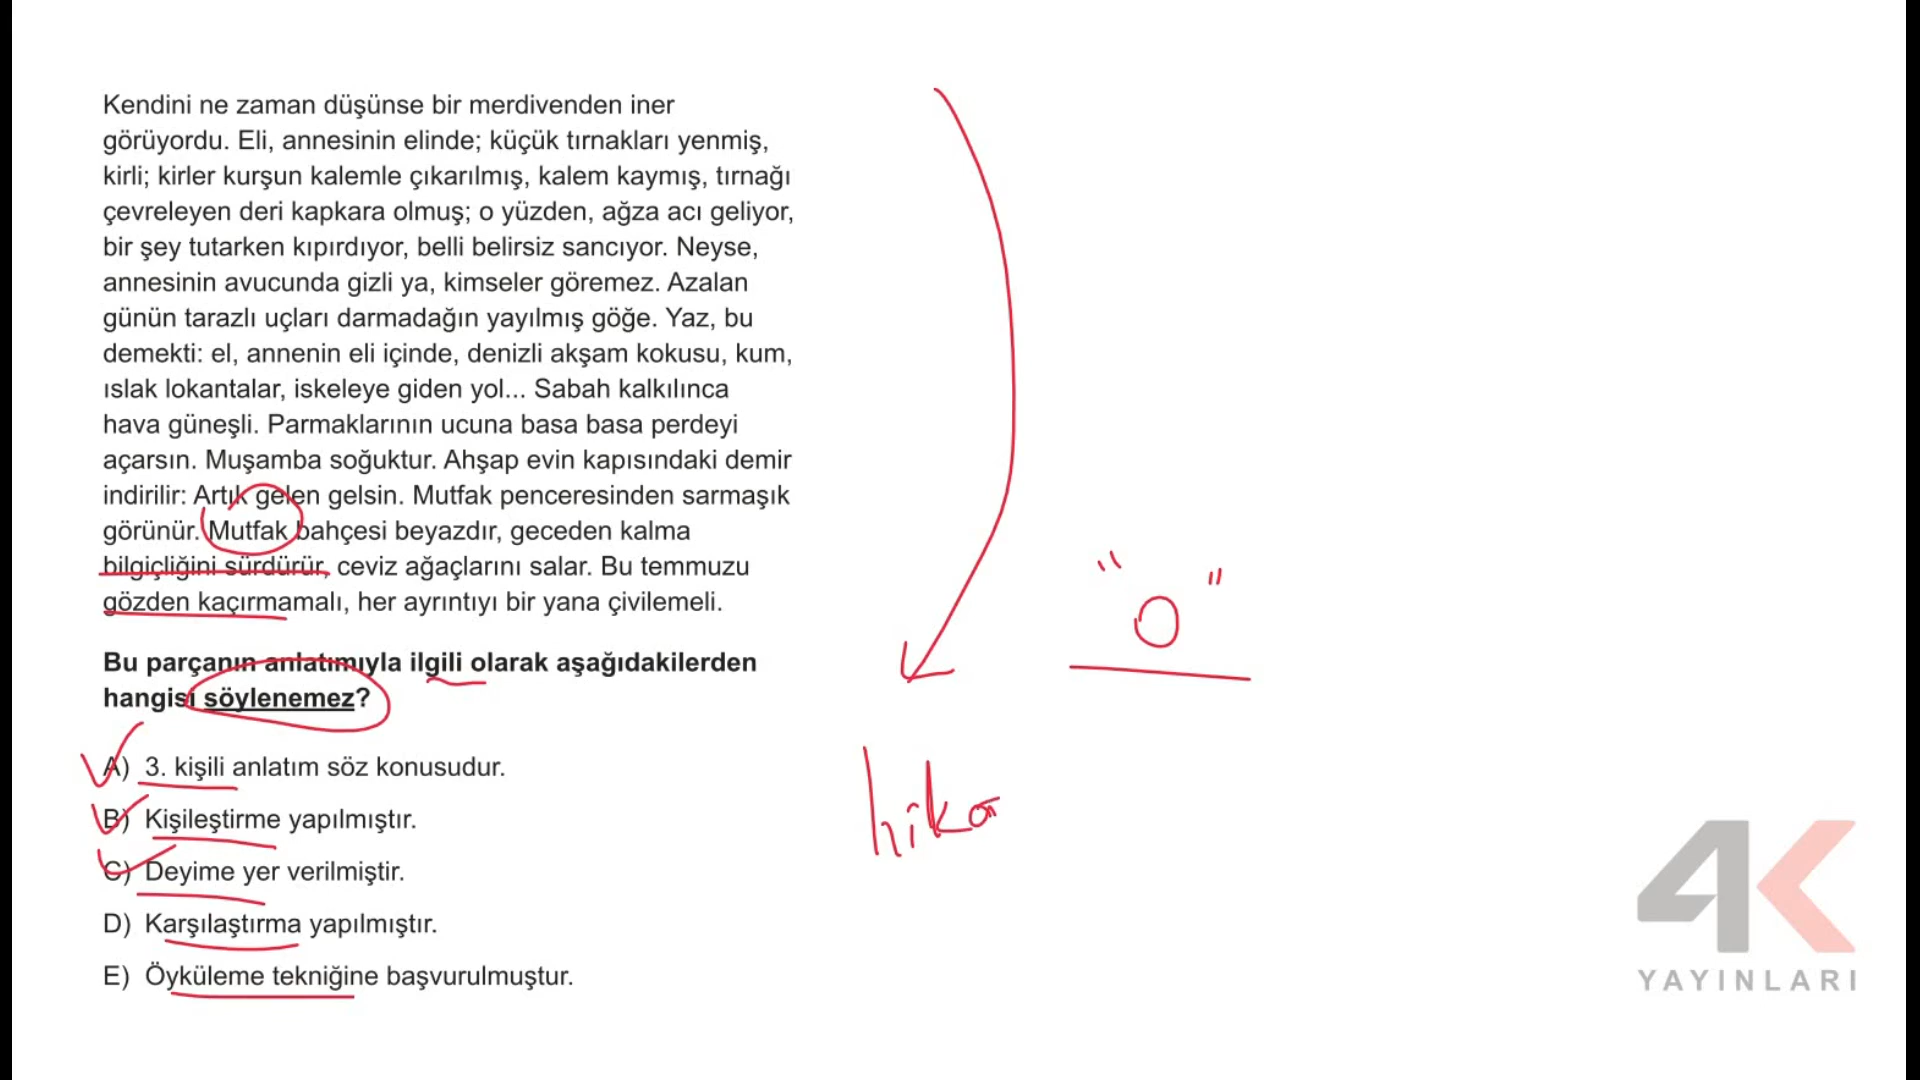 Kendini ne zaman düşünse bir merdivenden iner
görüyordu. Eli, annesinin elinde; küçük tırnakları yenmiş,
kirli; kirler kurşun kalemle çıkarılmış, kalem kaymış, tırnağı
çevreleyen deri kapkara olmuş; o yüzden, ağza acı geliyor,
bir şey tutarken kıpırdıyor, belli belirsiz sancıyor. Neyse,
annesinin avucunda gizli ya, kimseler göremez. Azalan
günün tarazlı uçları darmadağın yayılmış göğe. Yaz, bu
demekti: el, annenin eli içinde, denizli akşam kokusu, kum,
ıslak lokantalar, iskeleye giden yol... Sabah kalkılınca
hava güneşli. Parmaklarının ucuna basa basa perdeyi
açarsın. Muşamba soğuktur. Ahşap evin kapısındaki demir
indirilir: Artık gelen gelsin. Mutfak penceresinden sarmaşık
görünür. Mutfak bahçesi beyazdır, geceden kalma
bilgiçliğini sürdürür, ceviz ağaçlarını salar. Bu temmuzu
gözden kaçırmamalı, her ayrıntıyı bir yana çivilemeli.
Bu parçanın anlatımıyla ilgili olarak aşağıdakilerden
hangisi söylenemez?
A) 3. kişili anlatım söz konusudur.
B) Kişileştirme yapılmıştır.
C) Deyime yer verilmiştir.
D) Karşılaştırma yapılmıştır.
E) Öyküleme tekniğine başvurulmuştur.
"O"
hika
4K
YAYINLARI